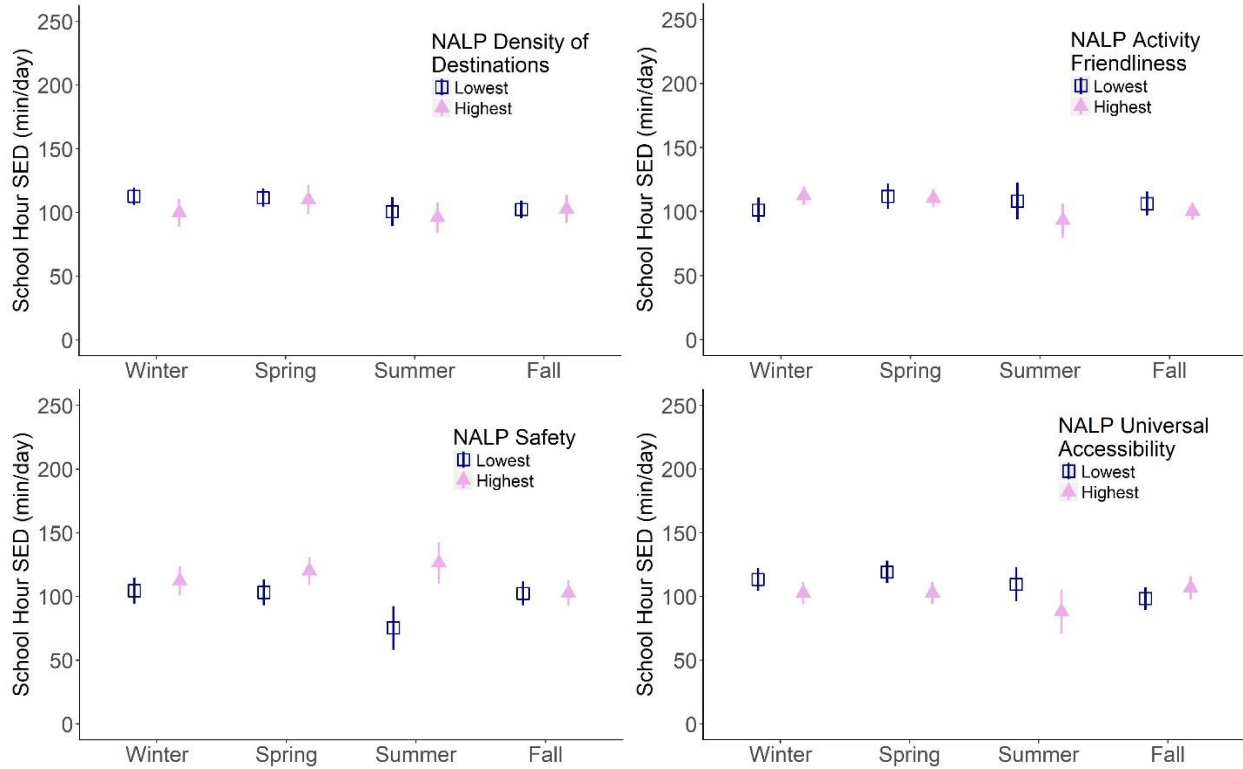 School Hour SED (min/day)
250
200
150
100
50
0
NALP Density of
Destinations
Lowest
Highest
Winter Spring Summer Fall
School Hour SED (min/day)
250
200
150
100
50
0
NALP Activity
Friendliness
Lowest
Highest
Winter Spring Summer Fall
School Hour SED (min/day)
250
200
150
100
50
0
NALP Safety
Lowest
Highest
Winter Spring Summer Fall
School Hour SED (min/day)
250
200
150
100
50
0
NALP Universal
Accessibility
Lowest
Highest
Winter Spring Summer Fall